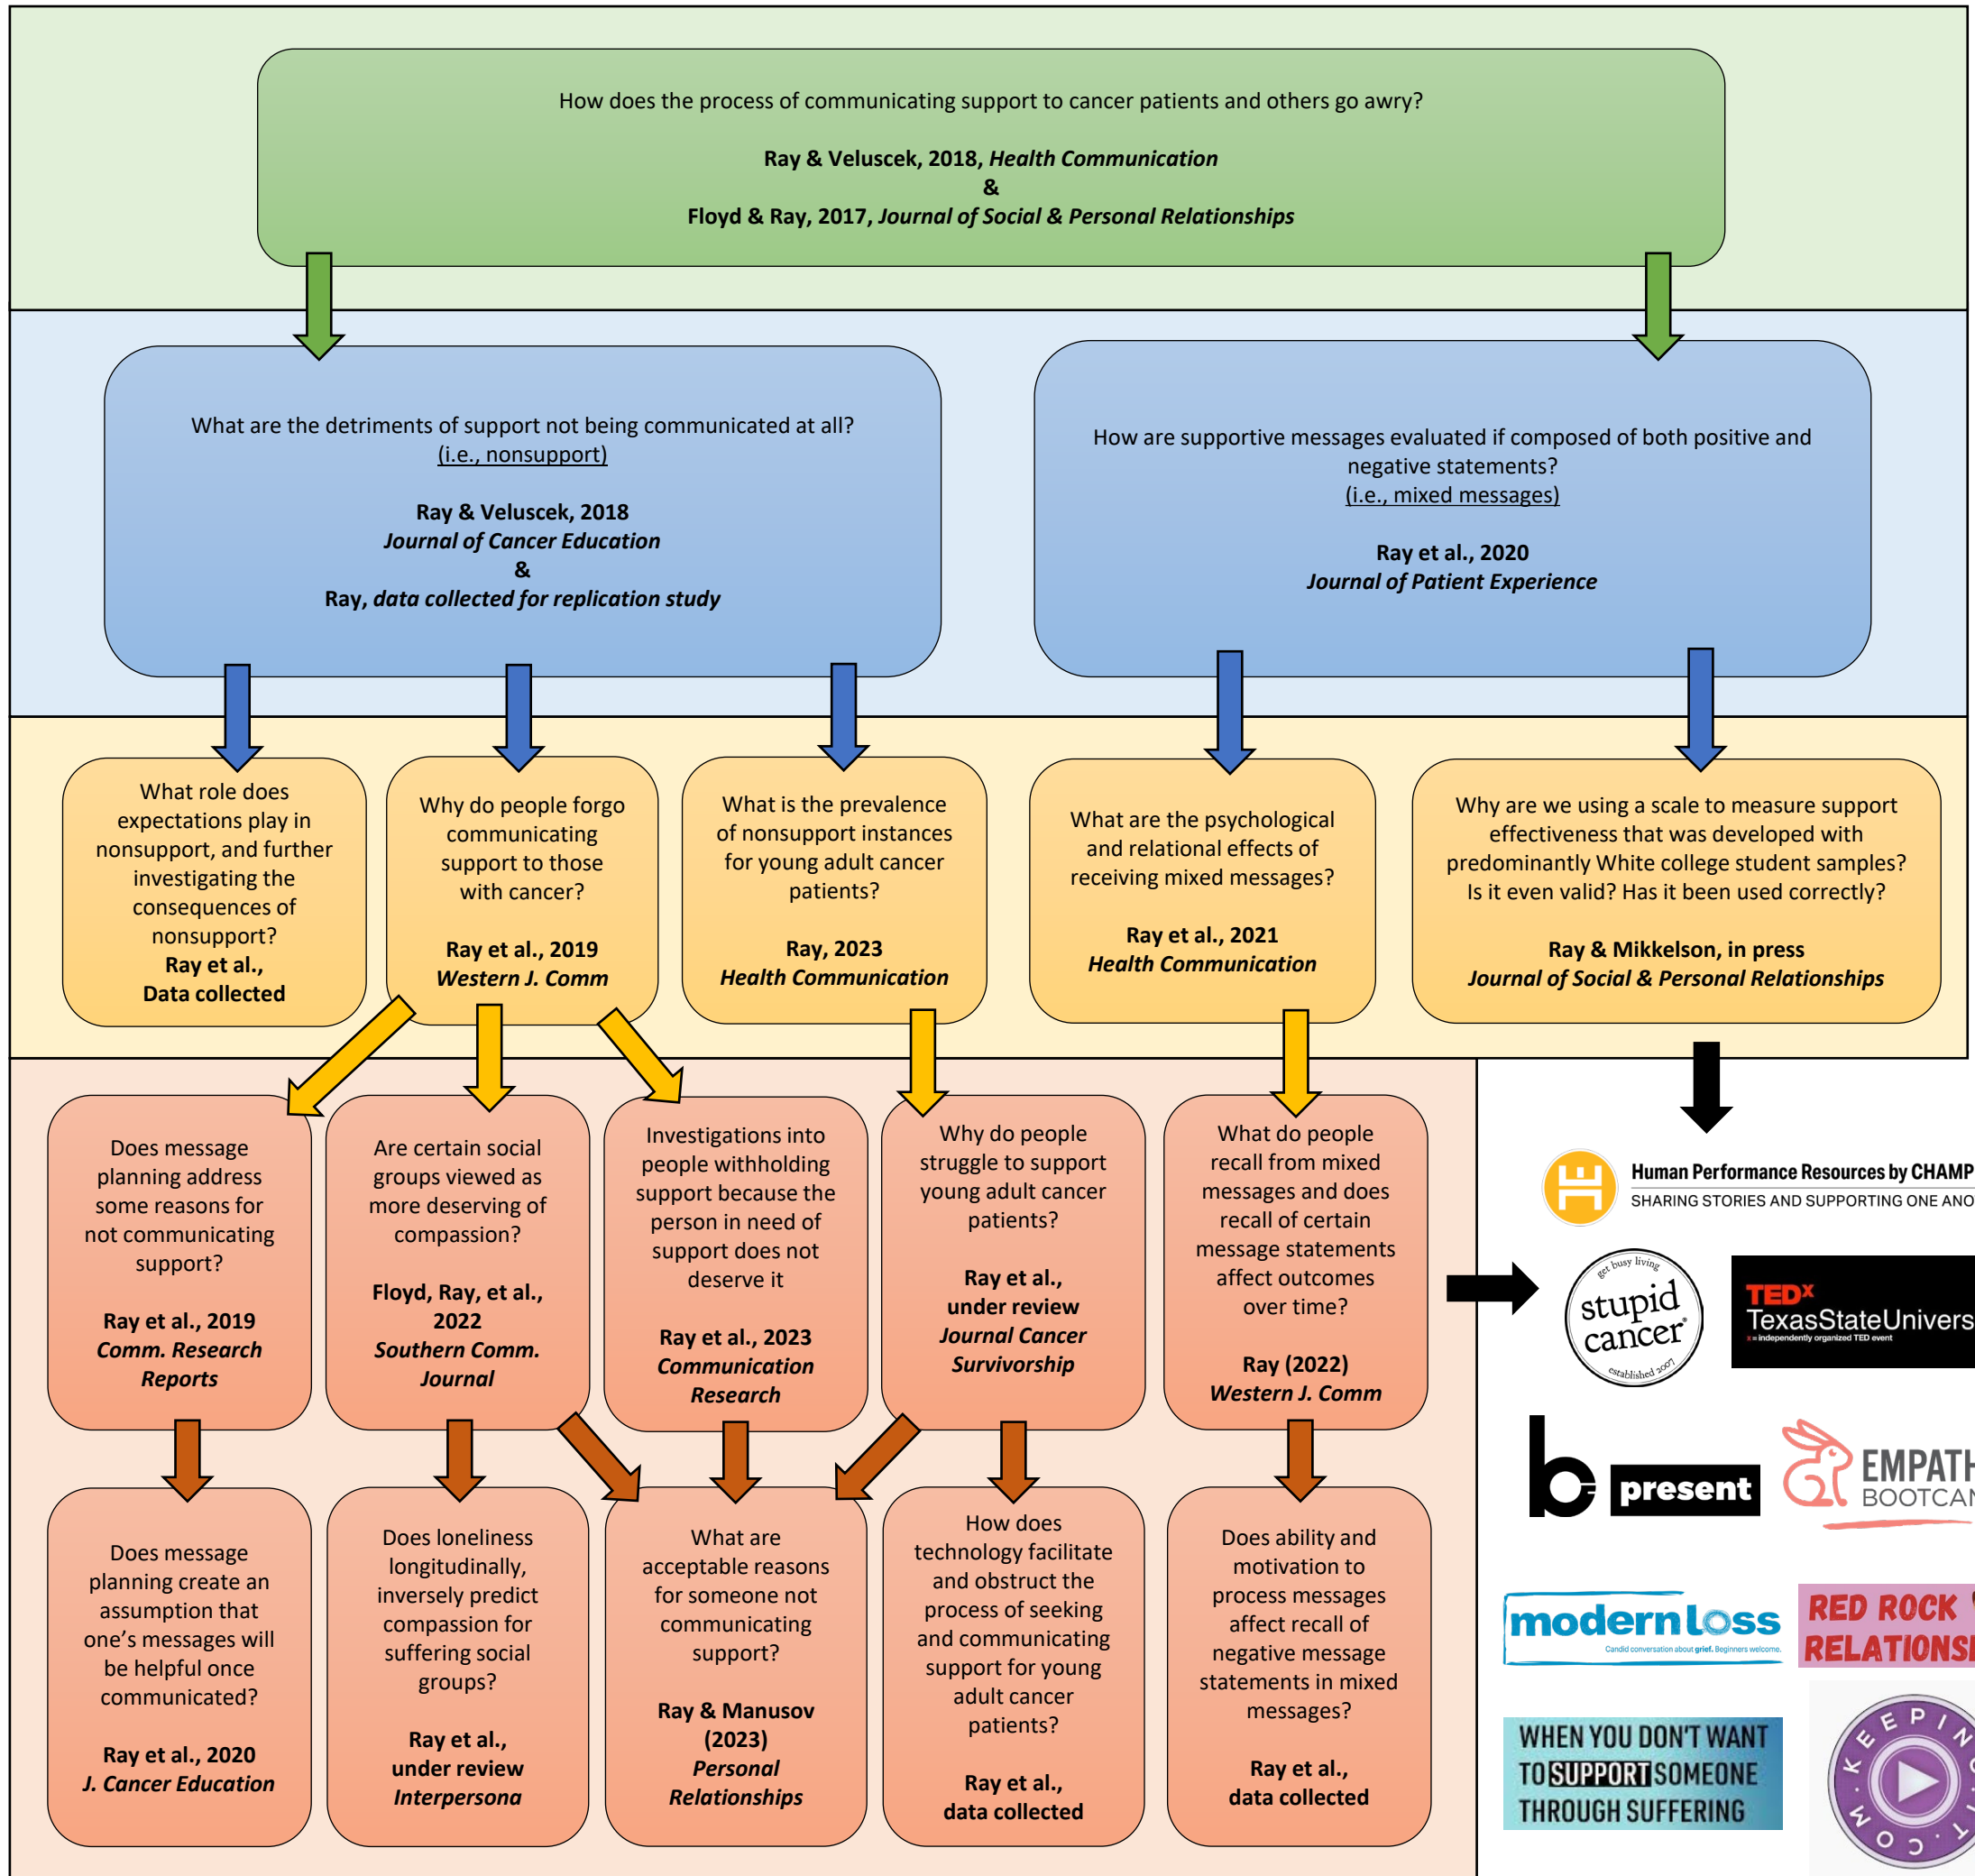 How does the process of communicating support to cancer patients and others go awry?
Ray & Veluscek, 2018, Health Communication
&
Floyd & Ray, 2017, Journal of Social & Personal Relationships
What are the detriments of support not being communicated at all?
(i.e., nonsupport)
Ray & Veluscek, 2018
Journal of Cancer Education
&
Ray, data collected for replication study
How are supportive messages evaluated if composed of both positive and
negative statements?
(i.e., mixed messages)
Ray et al., 2020
Journal of Patient Experience
What role does
expectations play in
nonsupport, and further
investigating the
consequences of
nonsupport?
Ray et al.,
Data collected
Why do people forgo
communicating
support to those
with cancer?
Ray et al., 2019
Western J. Comm
What is the prevalence
of nonsupport instances
for young adult cancer
patients?
Ray, 2023
Health Communication
What are the psychological
and relational effects of
receiving mixed messages?
Ray et al., 2021
Health Communication
Why are we using a scale to measure support
effectiveness that was developed with
predominantly White college student samples?
Is it even valid? Has it been used correctly?
Ray & Mikkelson, in press
Journal of Social & Personal Relationships
Does message
planning address
some reasons for
not communicating
support?
Ray et al., 2019
Comm. Research
Reports
Are certain social
groups viewed as
more deserving of
compassion?
Floyd, Ray, et al.,
2022
Southern Comm.
Journal
Investigations into
people withholding
support because the
person in need of
support does not
deserve it
Ray et al., 2023
Communication
Research
Why do people
struggle to support
young adult cancer
patients?
Ray et al.,
under review
Journal Cancer
Survivorship
What do people
recall from mixed
messages and does
recall of certain
message statements
affect outcomes
over time?
Ray (2022)
Western J. Comm
Does message
planning create an
assumption that
one's messages will
be helpful once
communicated?
Ray et al., 2020
J. Cancer Education
Does loneliness
longitudinally,
inversely predict
compassion for
suffering social
groups?
Ray et al.,
under review
Interpersona
What are
acceptable reasons
for someone not
communicating
support?
Ray & Manusov
(2023)
Personal
Relationships
How does
technology facilitate
and obstruct the
process of seeking
and communicating
support for young
adult cancer
patients?
Ray et al.,
data collected
Does ability and
motivation to
process messages
affect recall of
negative message
statements in mixed
messages?
Ray et al.,
data collected
Human Performance Resources by CHAMP
SHARING STORIES AND SUPPORTING ONE ANO
get busy living
stupid
cancer
established 2007
TEDx
TexasStateUnivers
x = independently organized TED event
b present
EMPATH
BOOTCAM
modern loss
Candid conversation about grief. Beginners welcome.
RED ROCK
RELATIONS
WHEN YOU DON'T WANT
TO SUPPORT SOMEONE
THROUGH SUFFERING
KEEPIN
IT.COM